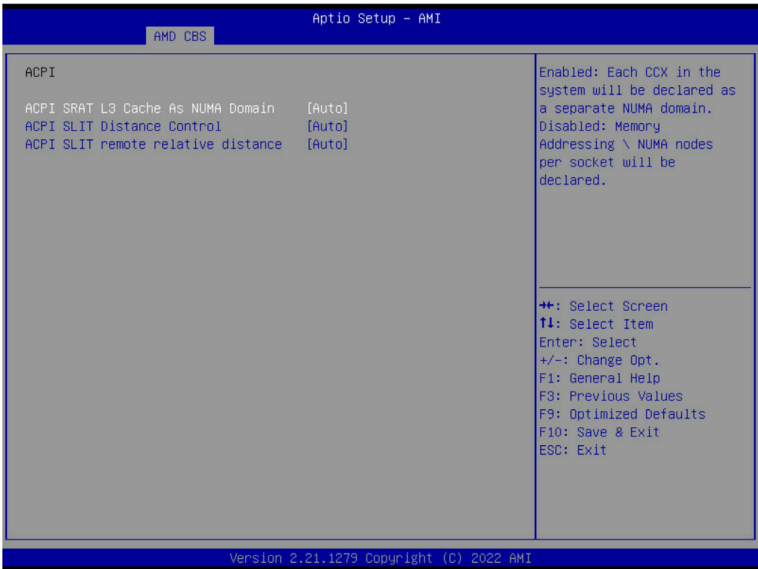 Aptio Setup – AMI
AMD CBS
ACPI
ACPI SRAT L3 Cache As NUMA Domain [Auto]
ACPI SLIT Distance Control [Auto]
ACPI SLIT remote relative distance [Auto]
Enabled: Each CCX in the
system will be declared as
a separate NUMA domain.
Disabled: Memory
Addressing \ NUMA nodes
per socket will be
declared.
→←: Select Screen
↑↓: Select Item
Enter: Select
+/-: Change Opt.
F1: General Help
F3: Previous Values
F9: Optimized Defaults
F10: Save & Exit
ESC: Exit
Version 2.21.1279 Copyright (C) 2022 AMI